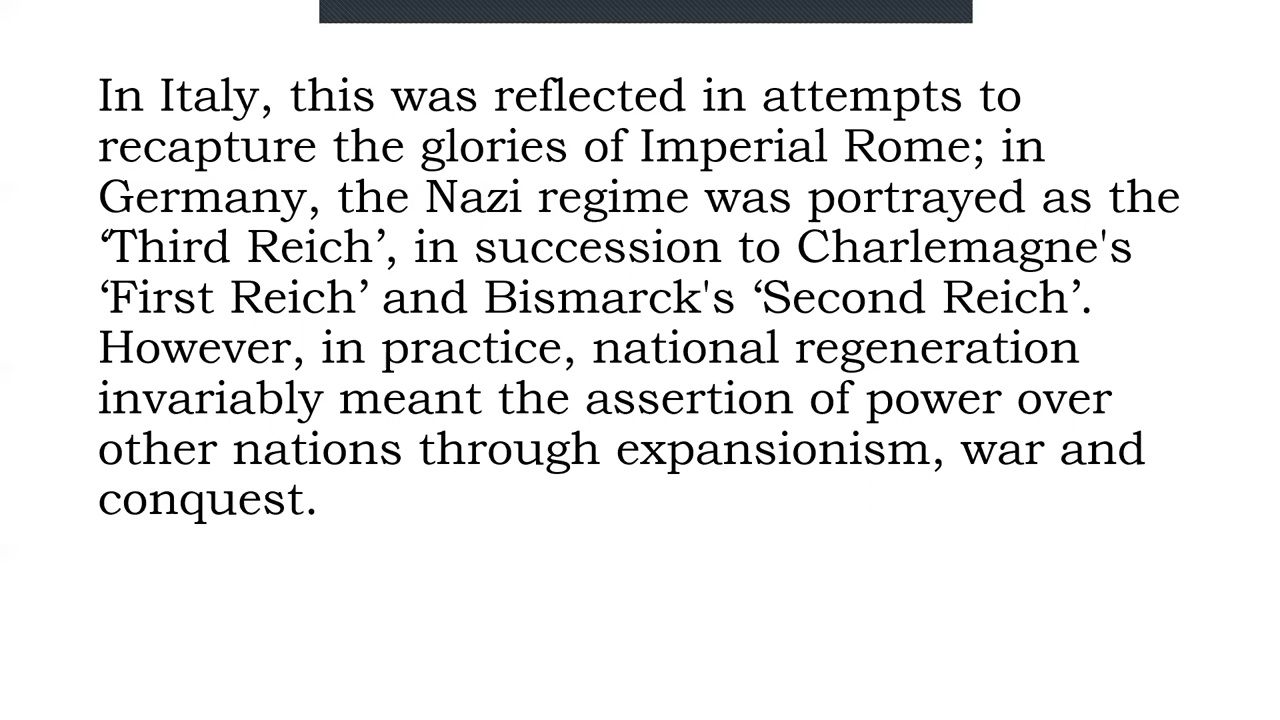 In Italy, this was reflected in attempts to
recapture the glories of Imperial Rome; in
Germany, the Nazi regime was portrayed as the
‘Third Reich’, in succession to Charlemagne's
‘First Reich’ and Bismarck's ‘Second Reich’.
However, in practice, national regeneration
invariably meant the assertion of power over
other nations through expansionism, war and
conquest.